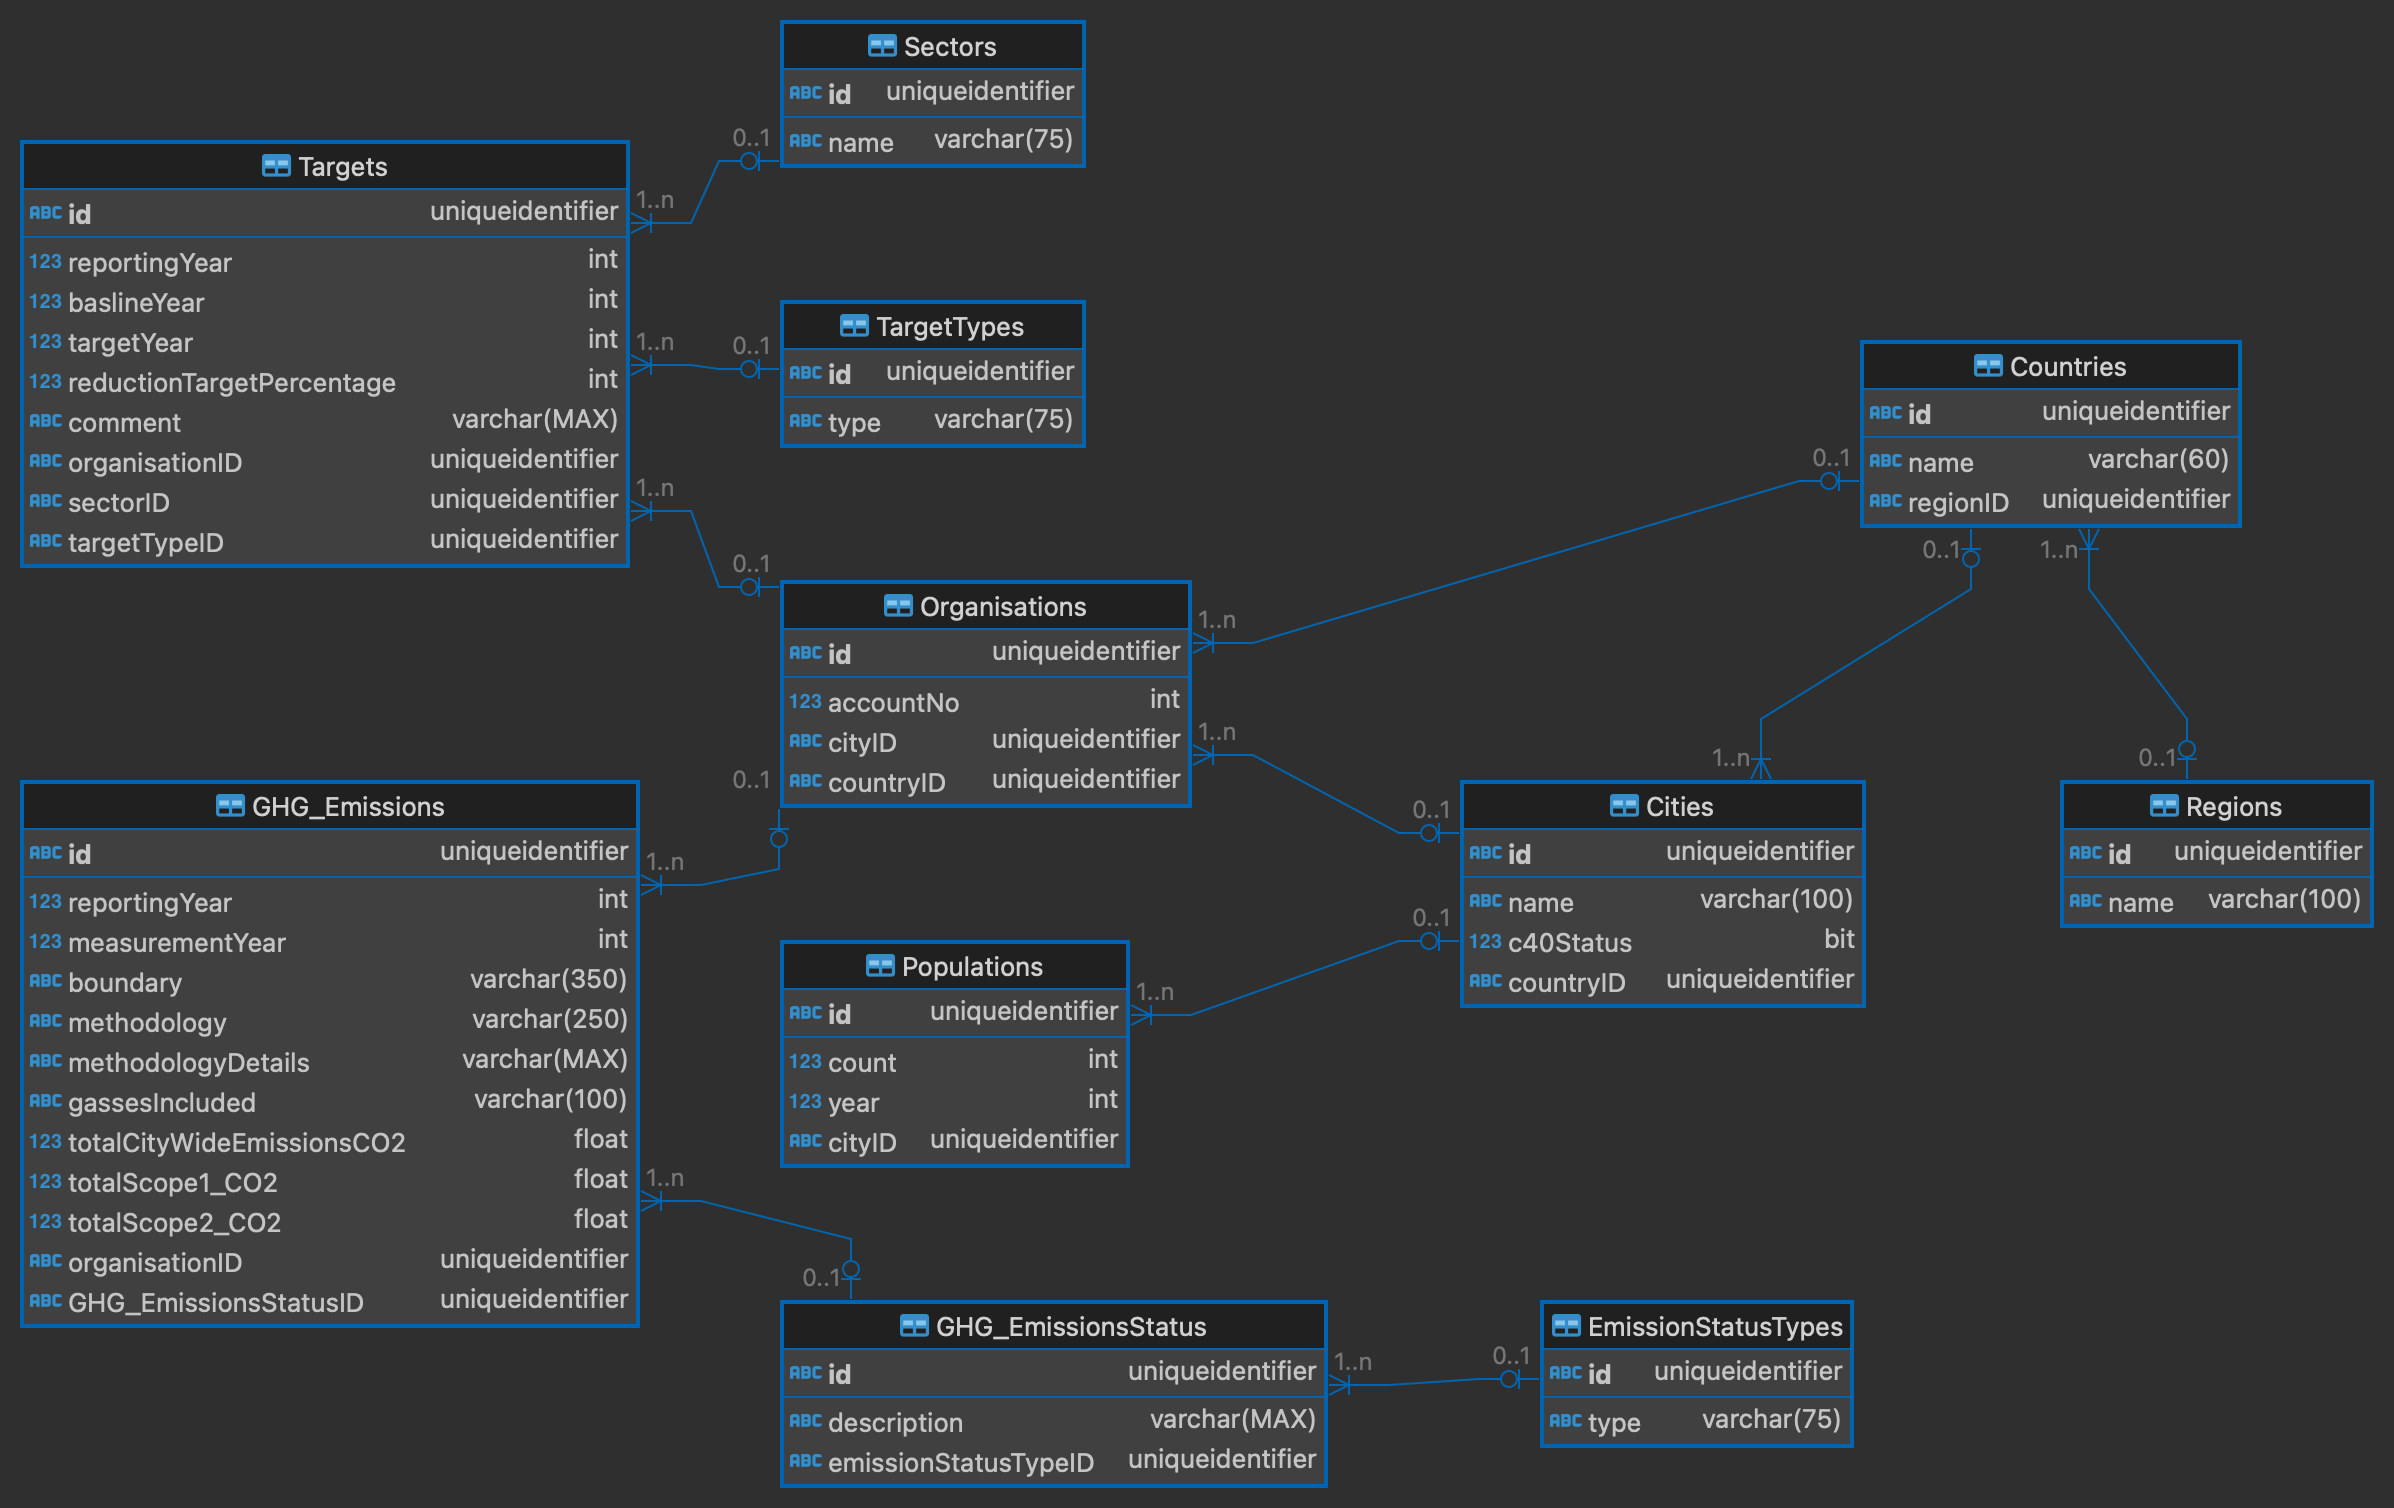 Sectors
ABC id uniqueidentifier
ABC name varchar(75)
0..1
1..n
Targets
ABC id uniqueidentifier
123 reportingYear int
123 baslineYear int
123 targetYear int
123 reductionTargetPercentage int
ABC comment varchar(MAX)
ABC organisationID uniqueidentifier
ABC sectorID uniqueidentifier
ABC targetTypeID uniqueidentifier
1..n
0..1
TargetTypes
ABC id uniqueidentifier
ABC type varchar(75)
1..n
0..1
Countries
ABC id uniqueidentifier
ABC name varchar(60)
ABC regionID uniqueidentifier
0..1
0..1
1..n
Organisations
ABC id uniqueidentifier
123 accountNo int
ABC cityID uniqueidentifier
ABC countryID uniqueidentifier
1..n
1..n
0..1
1..n
0..1
1..n
0..1
GHG_Emissions
ABC id uniqueidentifier
123 reportingYear int
123 measurementYear int
ABC boundary varchar(350)
ABC methodology varchar(250)
ABC methodologyDetails varchar(MAX)
ABC gassesIncluded varchar(100)
123 totalCityWideEmissionsCO2 float
123 totalScope1_CO2 float
123 totalScope2_CO2 float
ABC organisationID uniqueidentifier
ABC GHG_EmissionsStatusID uniqueidentifier
Cities
ABC id uniqueidentifier
ABC name varchar(100)
123 c40Status bit
ABC countryID uniqueidentifier
Regions
ABC id uniqueidentifier
ABC name varchar(100)
0..1
1..n
Populations
ABC id uniqueidentifier
123 count int
123 year int
ABC cityID uniqueidentifier
1..n
0..1
GHG_EmissionsStatus
ABC id uniqueidentifier
ABC description varchar(MAX)
ABC emissionStatusTypeID uniqueidentifier
1..n
0..1
EmissionStatusTypes
ABC id uniqueidentifier
ABC type varchar(75)